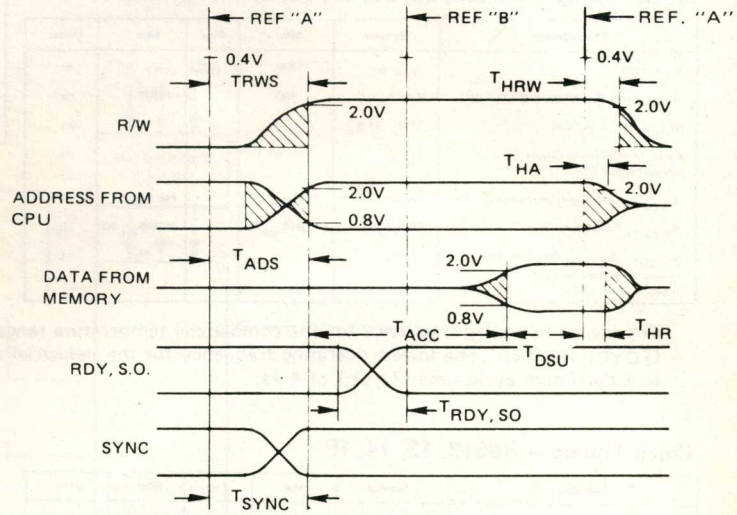 REF "A"
REF "B"
REF. "A"
0.4V
0.4V
TRWS
THRW
2.0V
2.0V
R/W
THA
2.0V
2.0V
ADDRESS FROM
CPU
0.8V
TADS
2.0V
DATA FROM
MEMORY
0.8V
TACC
THR
TDSU
RDY, S.O.
TRDY, SO
SYNC
TSYNC